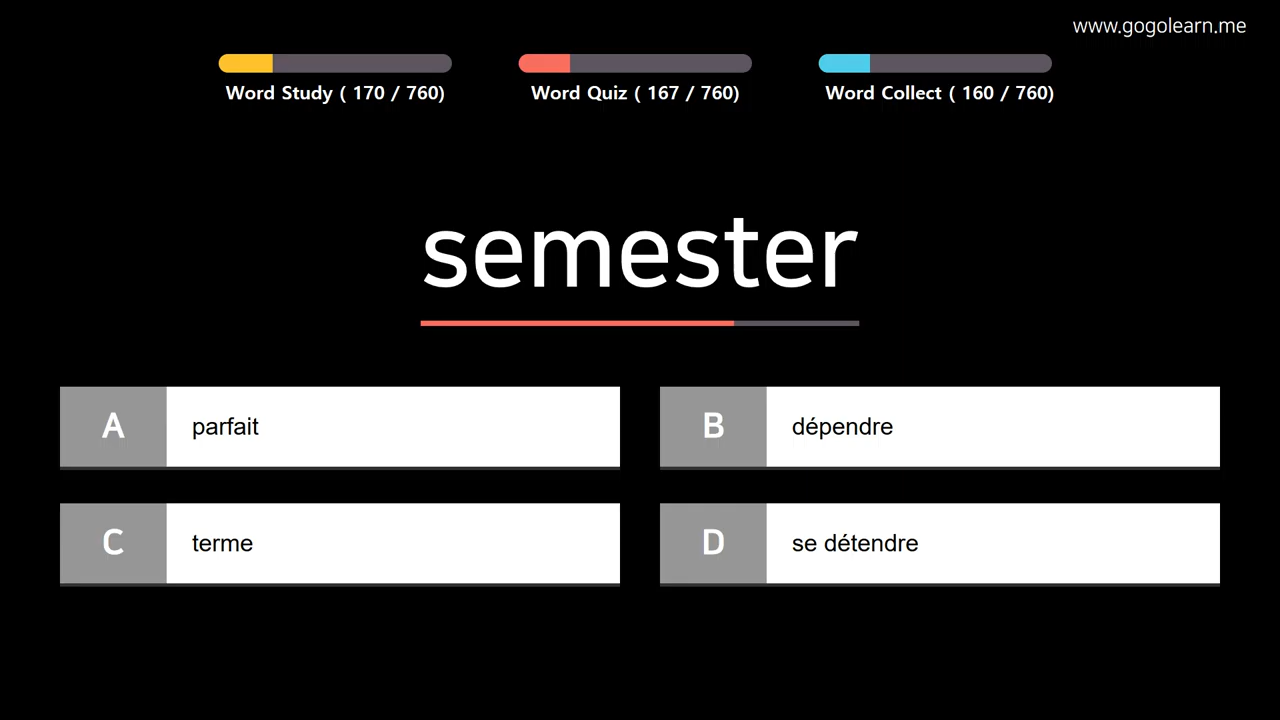 www.gogolearn.me
Word Study ( 170 / 760)
Word Quiz ( 167 / 760)
Word Collect ( 160 / 760)
semester
A parfait
B dépendre
C terme
D se détendre